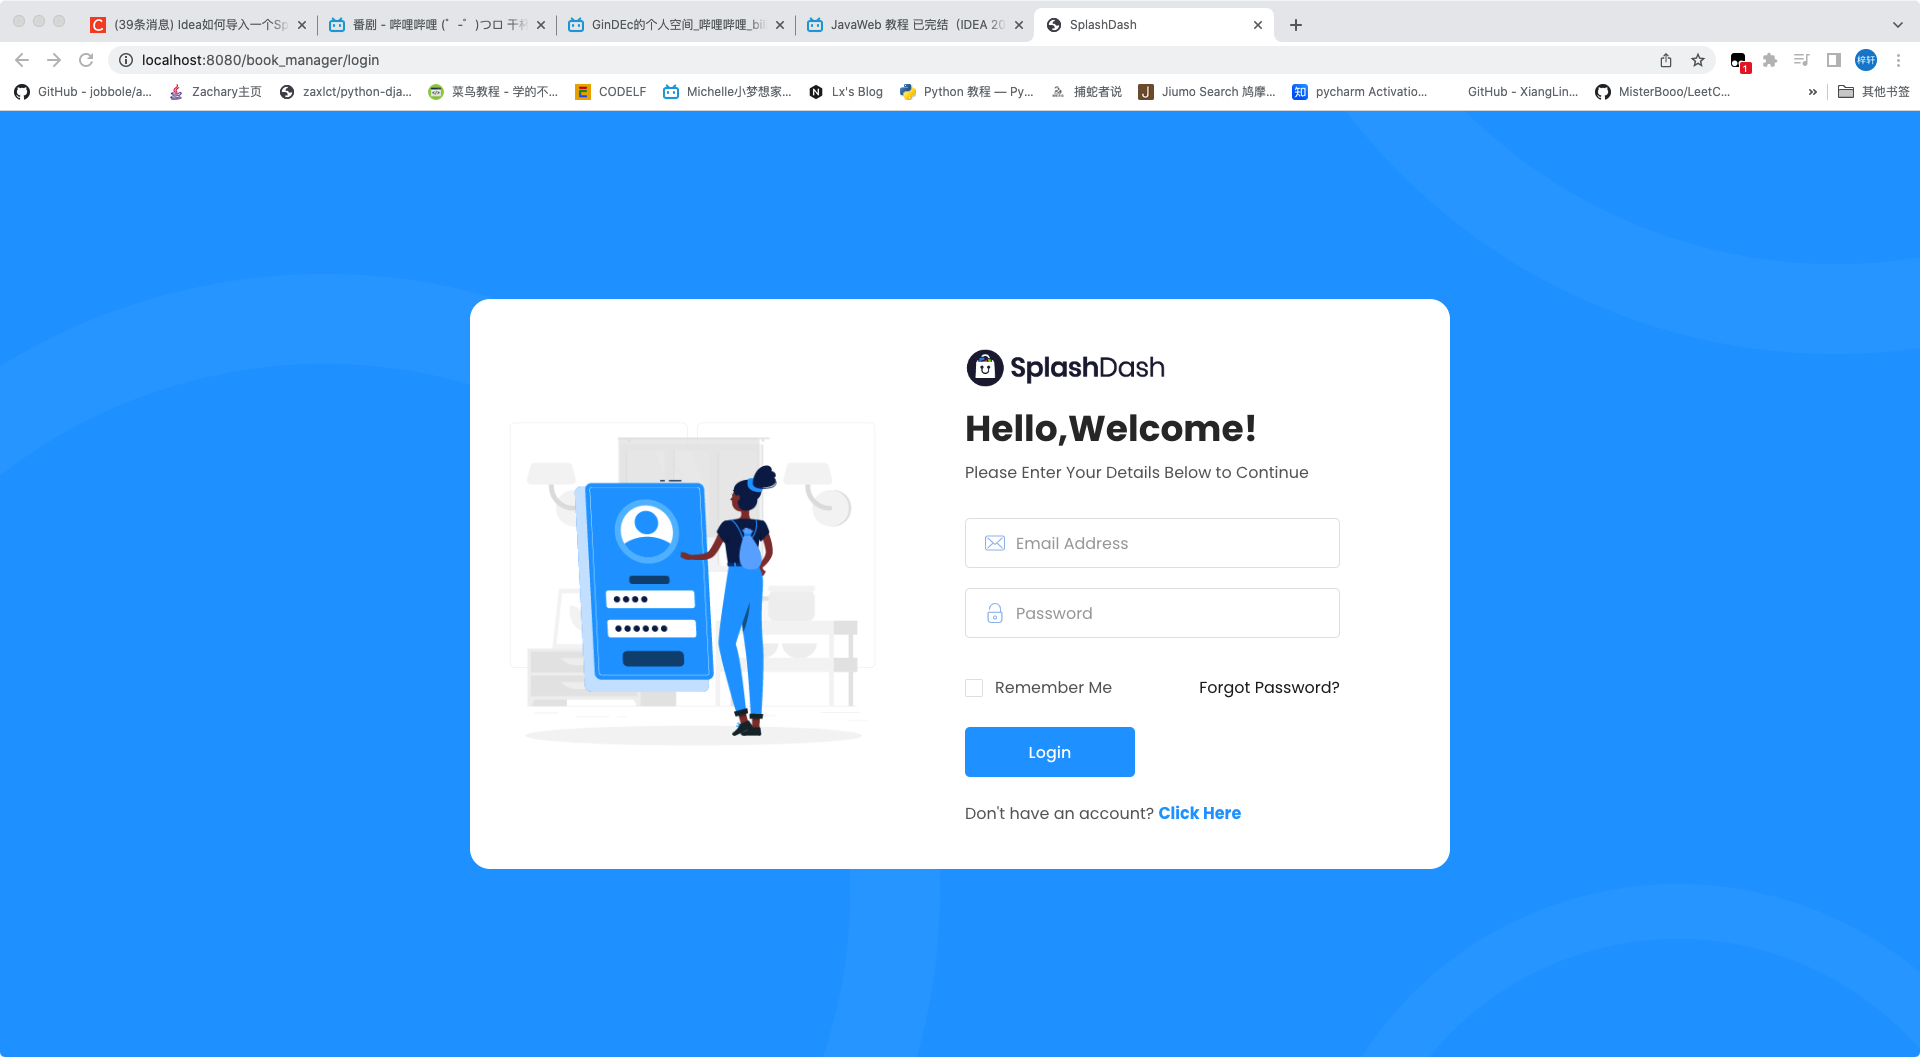 (39条消息) Idea如何导入一个Sp
番剧 - 哔哩哔哩 (゜-゜)つロ 干杯
GinDEc的个人空间_哔哩哔哩_bili
JavaWeb 教程 已完结（IDEA 20
SplashDash
localhost:8080/book_manager/login
1
梓轩
GitHub - jobbole/a...
Zachary主页
zaxlct/python-dja...
菜鸟教程 - 学的不...
CODELF
Michelle小梦想家...
Lx's Blog
Python 教程 — Py...
捕蛇者说
Jiumo Search 鸠摩...
知
pycharm Activatio...
GitHub - XiangLin...
MisterBooo/LeetC...
»
其他书签
SplashDash
Hello,Welcome!
Please Enter Your Details Below to Continue
Email Address
Password
Remember Me
Forgot Password?
Login
Don't have an account? Click Here